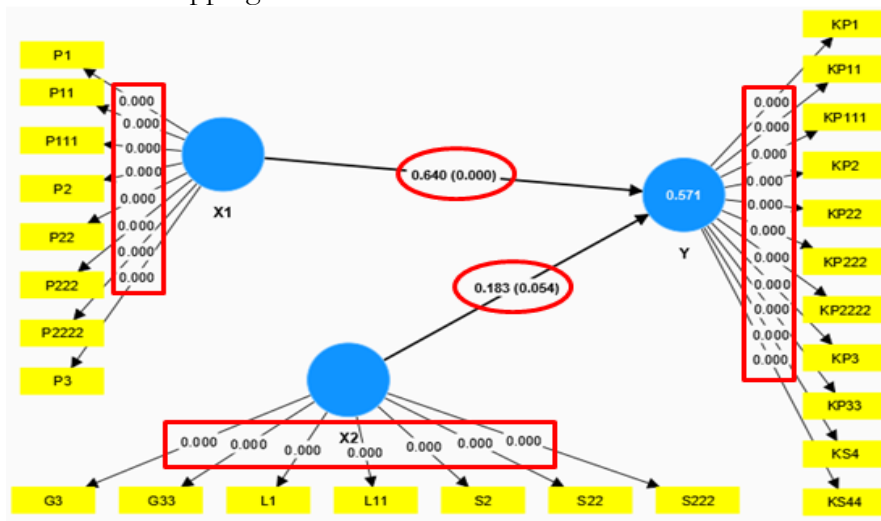 P1
P11
P111
P2
P22
P222
P2222
P3
0.000
0.000
0.000
0.000
0.000
0.000
0.000
0.000
X1
0.640 (0.000)
0.183 (0.054)
0.571
Y
KP1
KP11
KP111
KP2
KP22
KP222
KP2222
KP3
KP33
KS4
KS44
0.000
0.000
0.000
0.000
0.000
0.000
0.000
0.000
0.000
0.000
0.000
X2
0.000
0.000
0.000
0.000
0.000
0.000
0.000
G3
G33
L1
L11
S2
S22
S222